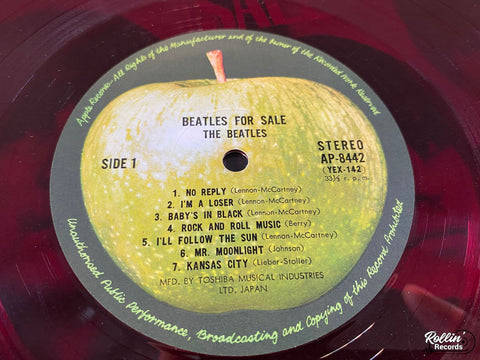 Apple Records · All Rights of the Manufacturer and of the Owner of the Recorded Work Reserved
BEATLES FOR SALE
THE BEATLES
SIDE 1
STEREO
AP-8442
(YEX-142)
33⅓ r. p. m.
1. NO REPLY (Lennon-McCartney)
2. I'M A LOSER (Lennon-McCartney)
3. BABY'S IN BLACK (Lennon-McCartney)
4. ROCK AND ROLL MUSIC (Berry)
5. I'LL FOLLOW THE SUN (Lennon-McCartney)
6. MR. MOONLIGHT (Johnson)
7. KANSAS CITY (Lieber-Stoller)
MFD. BY TOSHIBA MUSICAL INDUSTRIES
LTD. JAPAN
Unauthorized Public Performance, Broadcasting and Copying of this Record Prohibited
Rollin'
Records